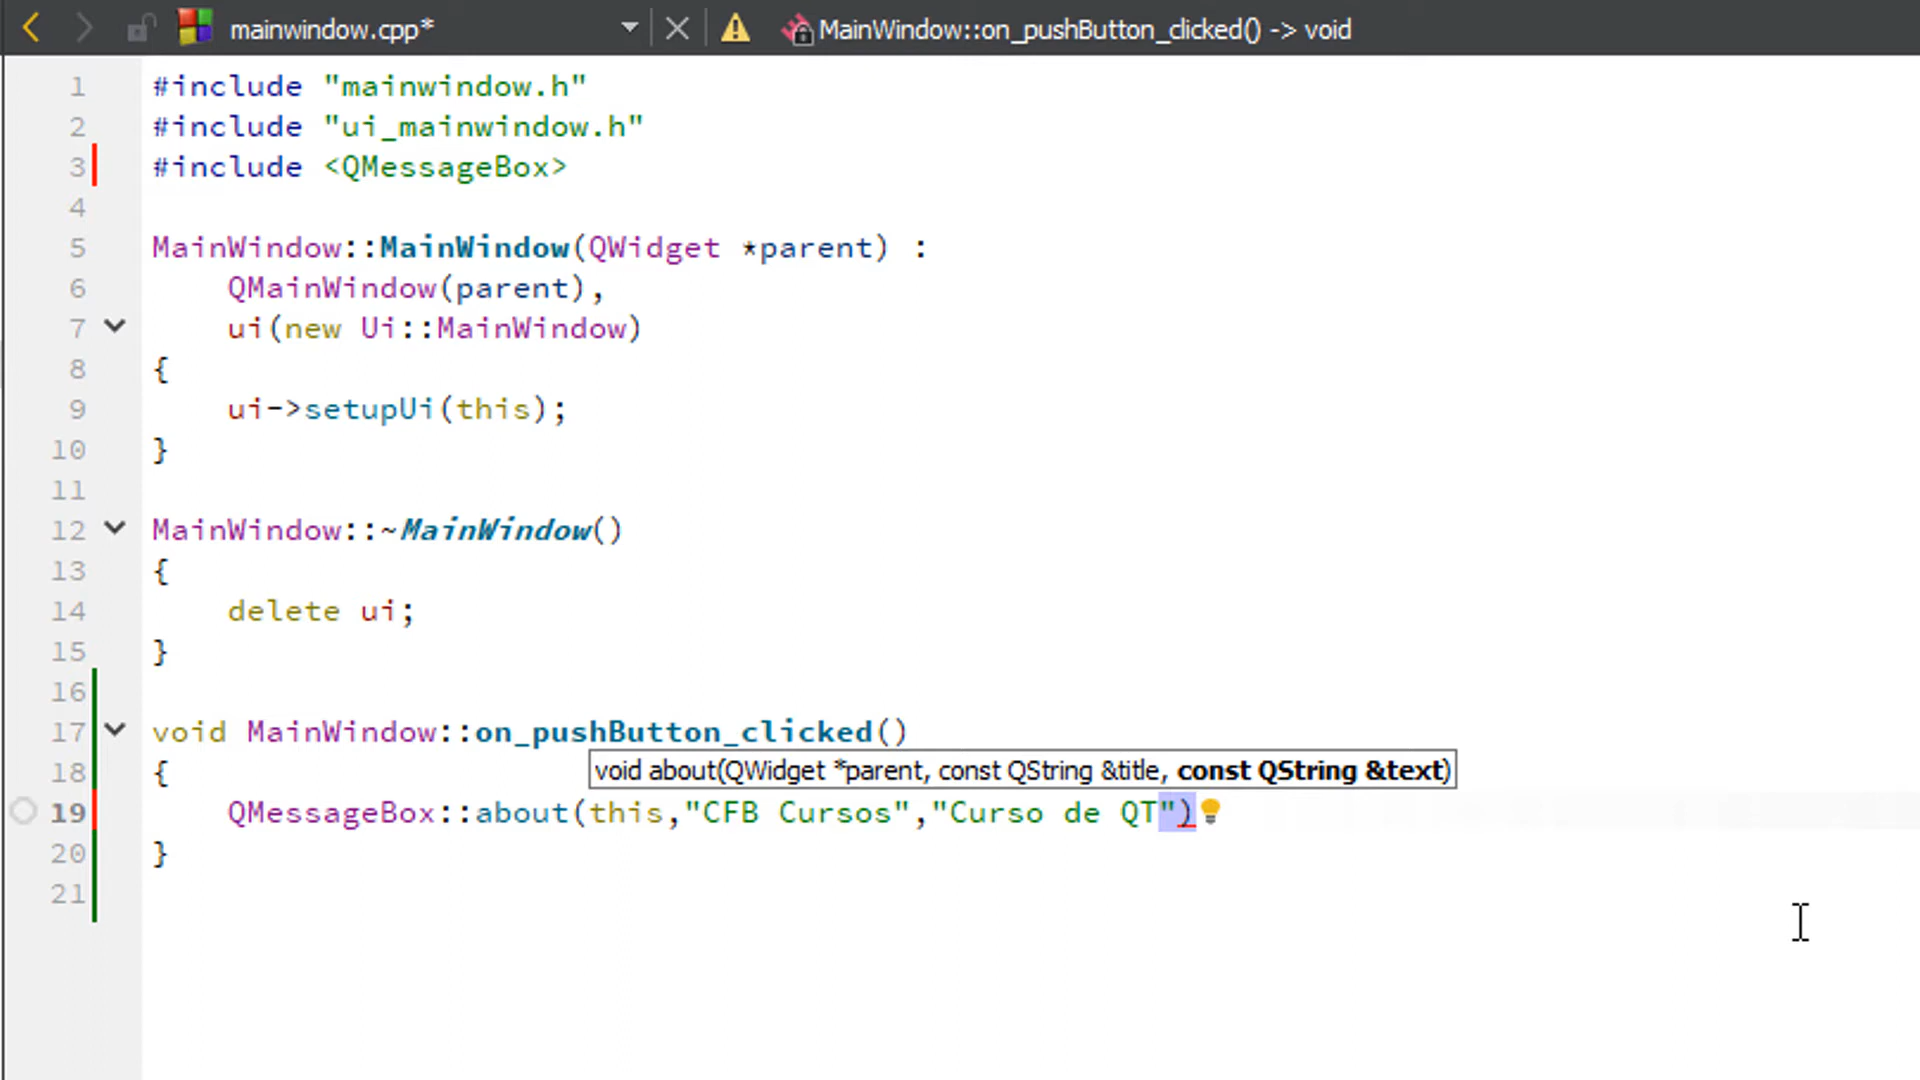 mainwindow.cpp* MainWindow::on_pushButton_clicked() -> void
1 #include "mainwindow.h"
2 #include "ui_mainwindow.h"
3 #include <QMessageBox>
4
5 MainWindow::MainWindow(QWidget *parent) :
6 QMainWindow(parent),
7 ui(new Ui::MainWindow)
8 {
9 ui->setupUi(this);
10 }
11
12 MainWindow::~MainWindow()
13 {
14 delete ui;
15 }
16
17 void MainWindow::on_pushButton_clicked()
18 {
void about(QWidget *parent, const QString &title, const QString &text)
19 QMessageBox::about(this,"CFB Cursos","Curso de QT")
20 }
21